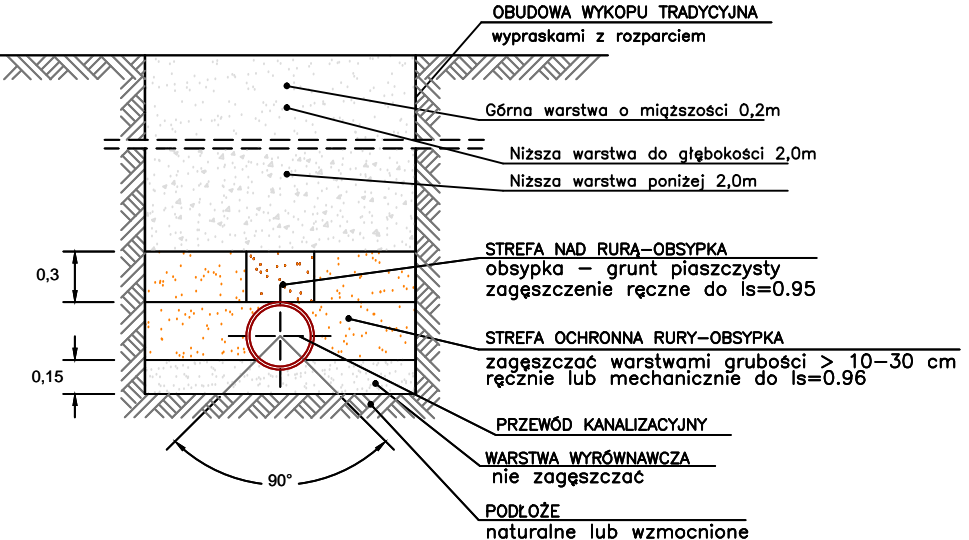 OBUDOWA WYKOPU TRADYCYJNA
wypraskami z rozparciem
Górna warstwa o miąższości 0,2m
Niższa warstwa do głębokości 2,0m
Niższa warstwa poniżej 2,0m
STREFA NAD RURĄ-OBSYPKA
obsypka - grunt piaszczysty
zagęszczenie ręczne do Is=0.95
0,3
STREFA OCHRONNA RURY-OBSYPKA
zagęszczać warstwami grubości > 10-30 cm
ręcznie lub mechanicznie do Is=0.96
0,15
PRZEWÓD KANALIZACYJNY
WARSTWA WYRÓWNAWCZA
nie zagęszczać
90°
PODŁOŻE
naturalne lub wzmocnione